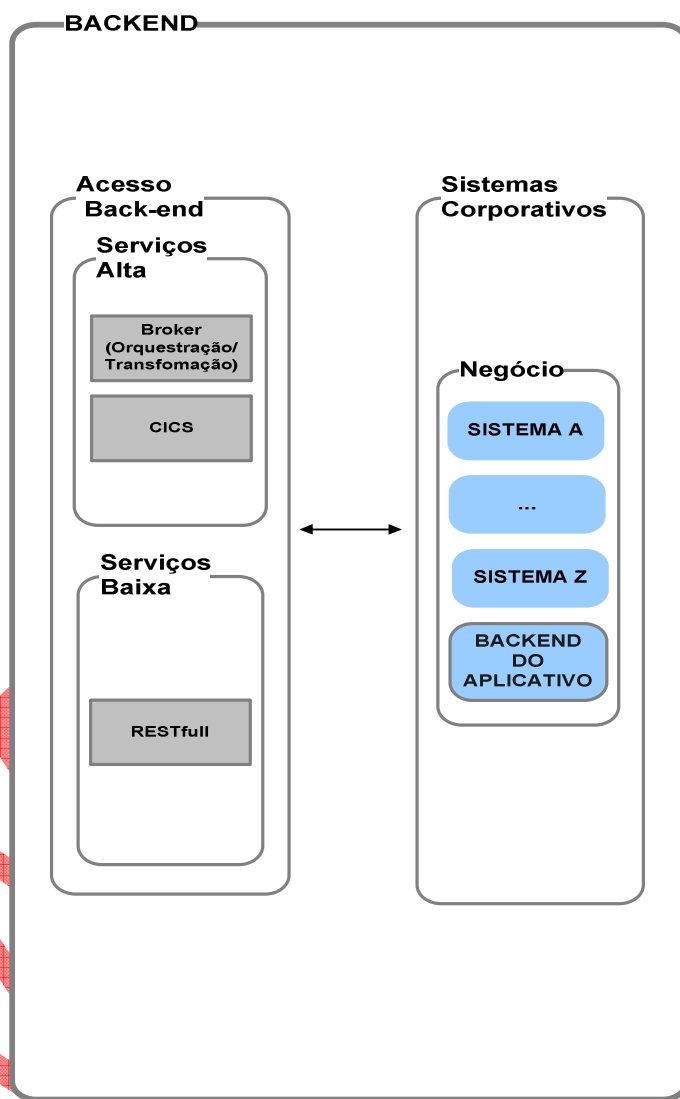 BACKEND
Acesso
Back-end
Serviços
Alta
Broker
(Orquestração/
Transfomação)
CICS
Serviços
Baixa
RESTfull
Sistemas
Corporativos
Negócio
SISTEMA A
...
SISTEMA Z
BACKEND
DO
APLICATIVO